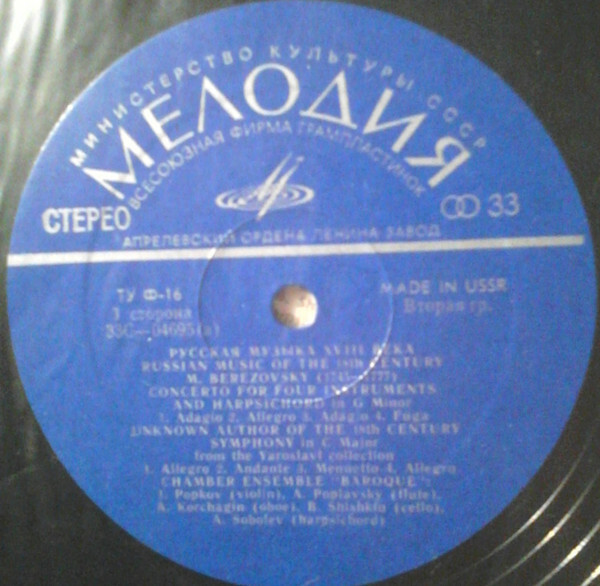 МИНИСТЕРСТВО КУЛЬТУРЫ СССР
МЕЛОДИЯ
ВСЕСОЮЗНАЯ ФИРМА ГРАМПЛАСТИНОК
СТЕРЕО
33
АПРЕЛЕВСКИЙ ОРДЕНА ЛЕНИНА ЗАВОД
ТУ Ф-16
MADE IN USSR
сторона
Вторая гр.
33С—04695(а)
РУССКАЯ МУЗЫКА XVIII ВЕКА
RUSSIAN MUSIC OF THE 18th CENTURY
M. BEREZOVSKY (1745—1777)
CONCERTO FOR FOUR INSTRUMENTS
AND HARPSICHORD in G Minor
1. Adagio 2. Allegro 3. Adagio 4. Fuga
UNKNOWN AUTHOR OF THE 18th CENTURY
SYMPHONY in C Major
from the Yaroslavl collection
1. Allegro 2. Andante 3. Menuetto 4. Allegro
CHAMBER ENSEMBLE "BAROQUE":
I. Popkov (violin), A. Poplavsky (flute),
A. Korchagin (oboe), B. Shishkin (cello),
A. Sobolev (harpsichord)